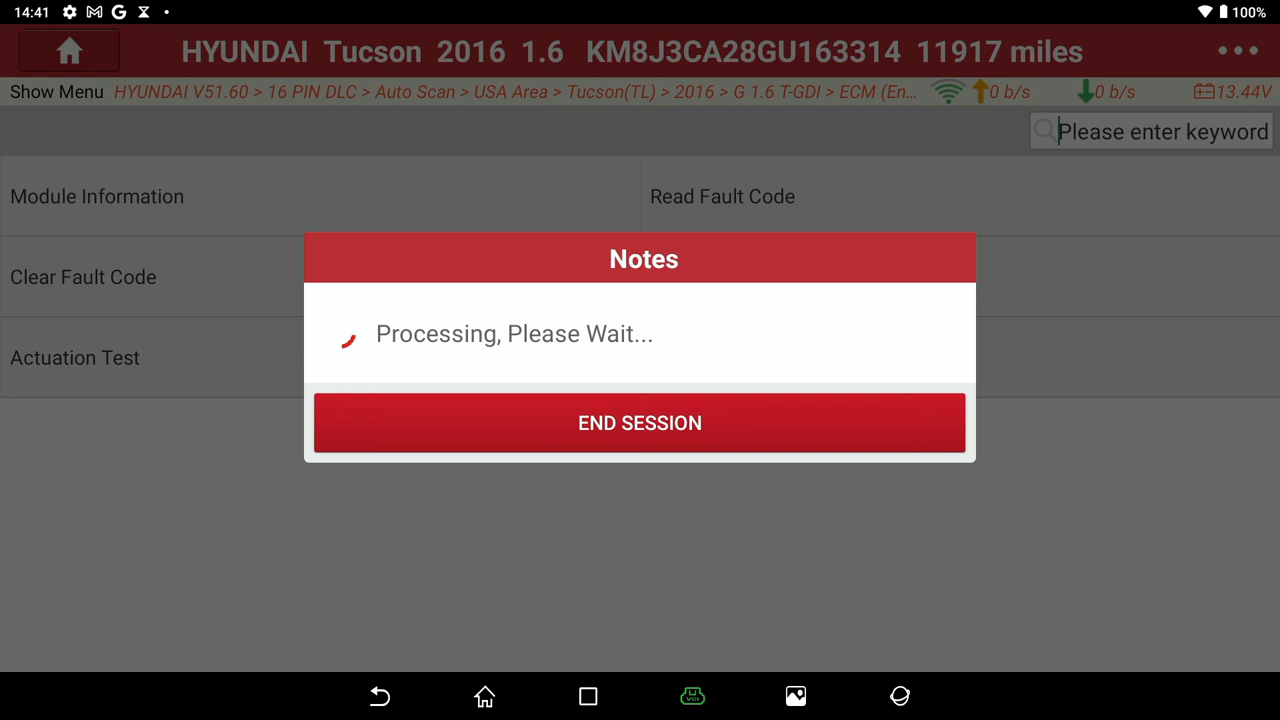 14:41
100%
HYUNDAI Tucson 2016 1.6 KM8J3CA28GU163314 11917 miles
Show Menu HYUNDAI V51.60 > 16 PIN DLC > Auto Scan > USA Area > Tucson(TL) > 2016 > G 1.6 T-GDI > ECM (En... 0 b/s 0 b/s 13.44V
Please enter keyword
Module Information
Read Fault Code
Notes
Clear Fault Code
Processing, Please Wait...
Actuation Test
END SESSION
VCI